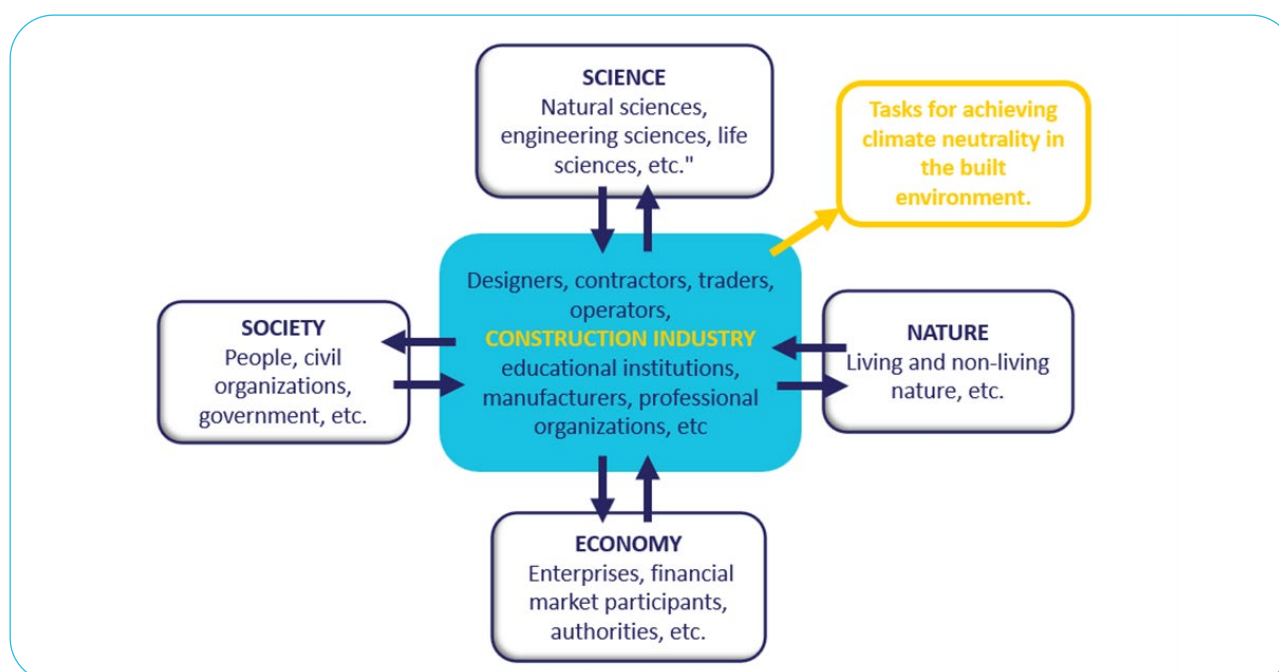 SCIENCE
Natural sciences,
engineering sciences, life
sciences, etc."
Tasks for achieving
climate neutrality in
the built
environment.
Designers, contractors, traders,
operators,
CONSTRUCTION INDUSTRY
educational institutions,
manufacturers, professional
organizations, etc
SOCIETY
People, civil
organizations,
government, etc.
NATURE
Living and non-living
nature, etc.
ECONOMY
Enterprises, financial
market participants,
authorities, etc.